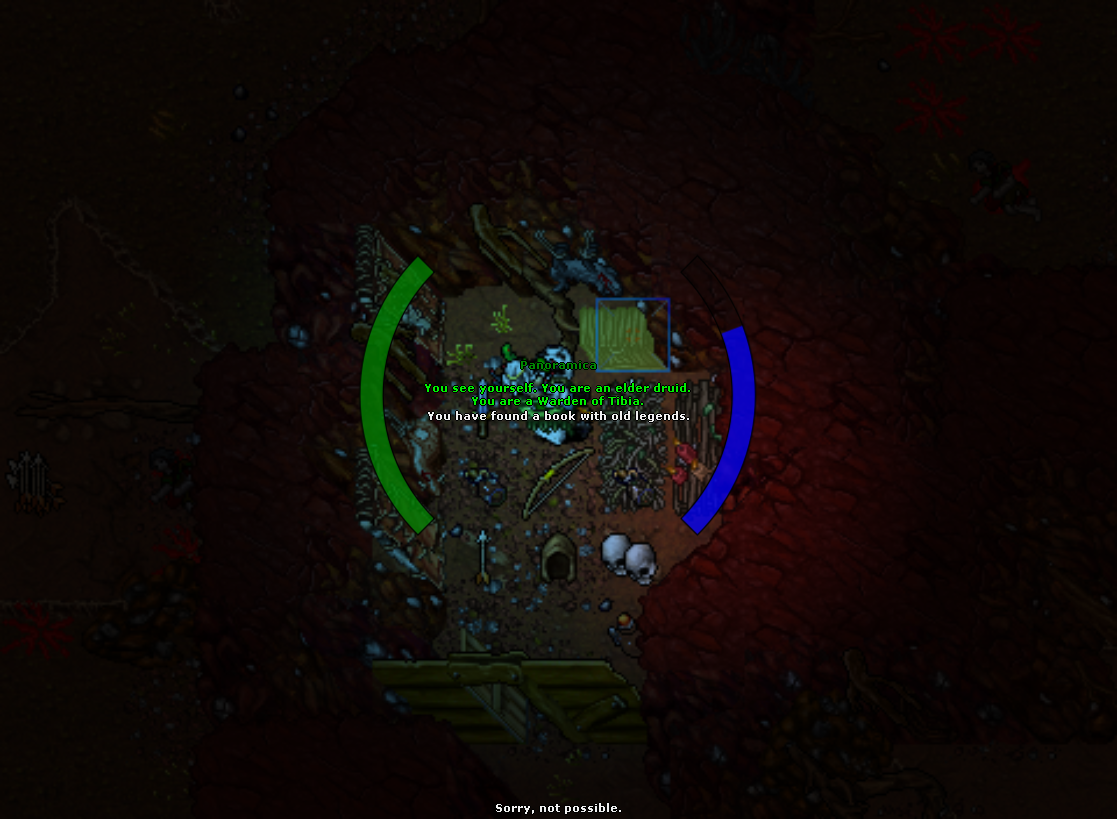 Panoramica
You see yourself. You are an elder druid.
You are a Warden of Tibia.
You have found a book with old legends.
Sorry, not possible.